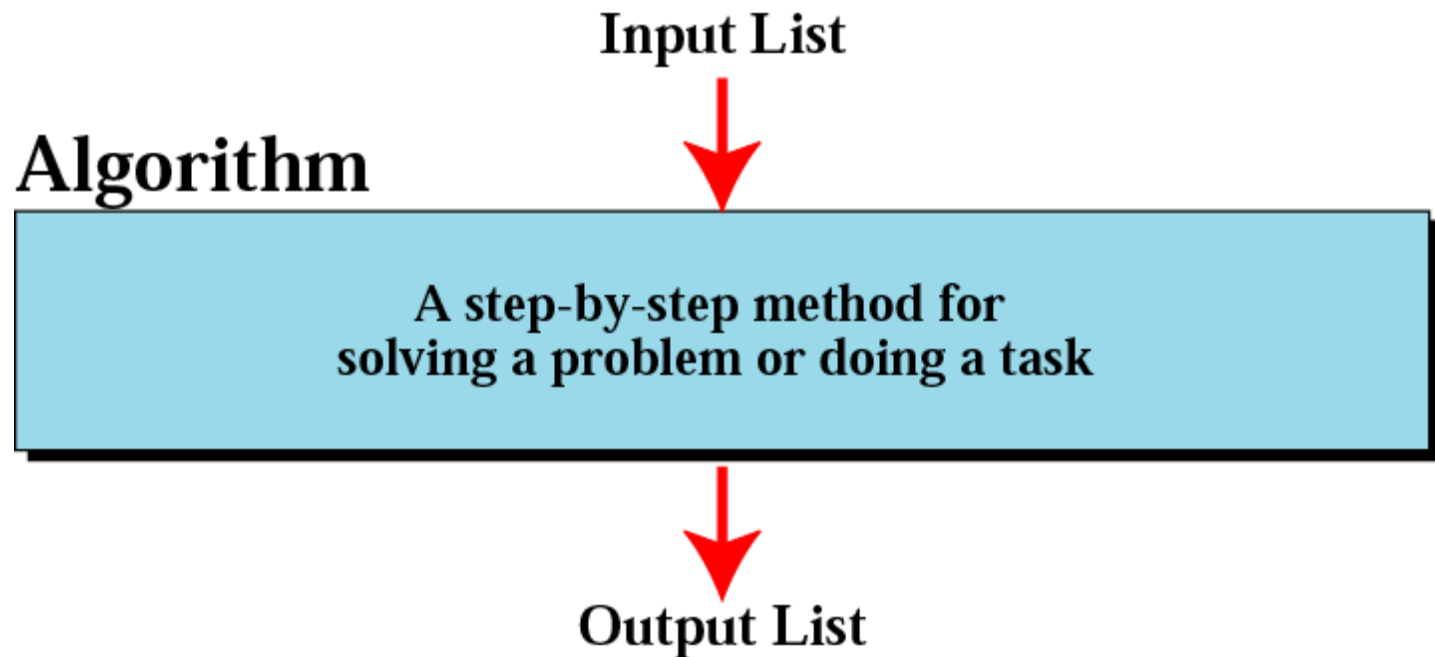 Input List
Algorithm
A step-by-step method for
solving a problem or doing a task
Output List